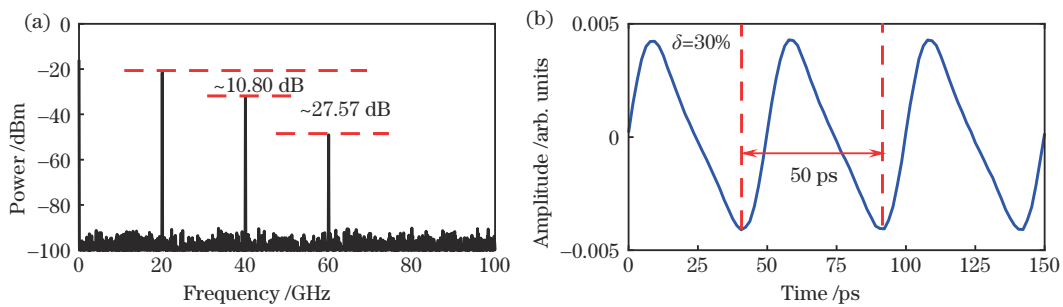 (a)
0
−20
−40
−60
−80
−100
Power /dBm
~10.80 dB
~27.57 dB
0
20
40
60
80
100
Frequency /GHz
(b)
0.005
0
−0.005
Amplitude /arb. units
δ=30%
50 ps
0
25
50
75
100
125
150
Time /ps